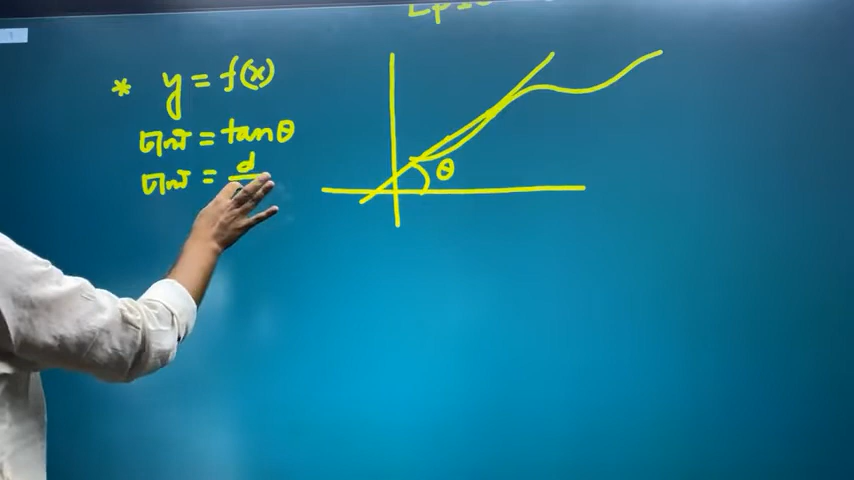 * y = f(x)
ঢাল = tanθ
ঢাল = d
θ